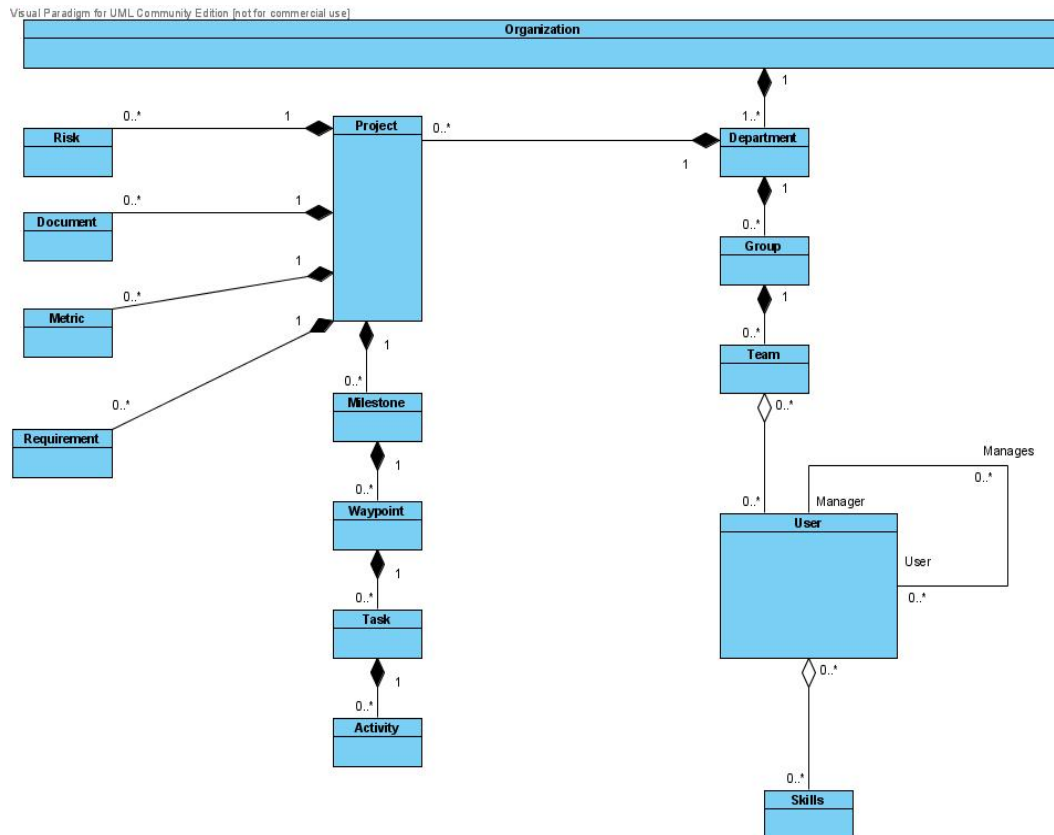 Visual Paradigm for UML Community Edition [not for commercial use]
Organization
1
1..*
0..*
1
Project
0..*
1
Department
Risk
1
0..*
1
Document
0..*
Group
1
0..*
1
Metric
0..*
Team
1
0..*
Requirement
1
0..*
Milestone
0..*
1
0..*
Waypoint
Manages
0..*
Manager
0..*
User
User
0..*
1
0..*
Task
1
0..*
Activity
0..*
0..*
Skills